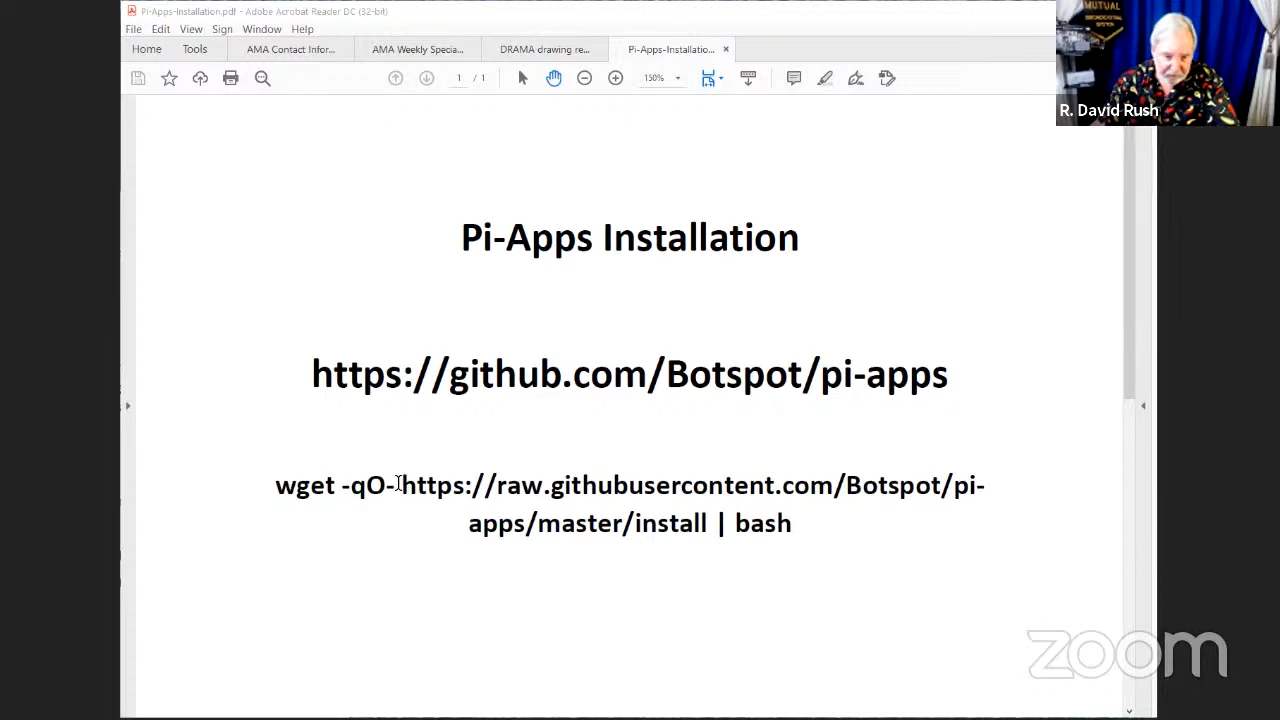 Pi-Apps-Installation.pdf - Adobe Acrobat Reader DC (32-bit)
File Edit View Sign Window Help
Home Tools AMA Contact Infor... AMA Weekly Specia... DRAMA drawing re... Pi-Apps-Installatio... ×
1 / 1 150%
MUTUAL
BROADCASTING
SYSTEM
R. David Rush
Pi-Apps Installation
https://github.com/Botspot/pi-apps
wget -qO- https://raw.githubusercontent.com/Botspot/pi-
apps/master/install | bash
zoom